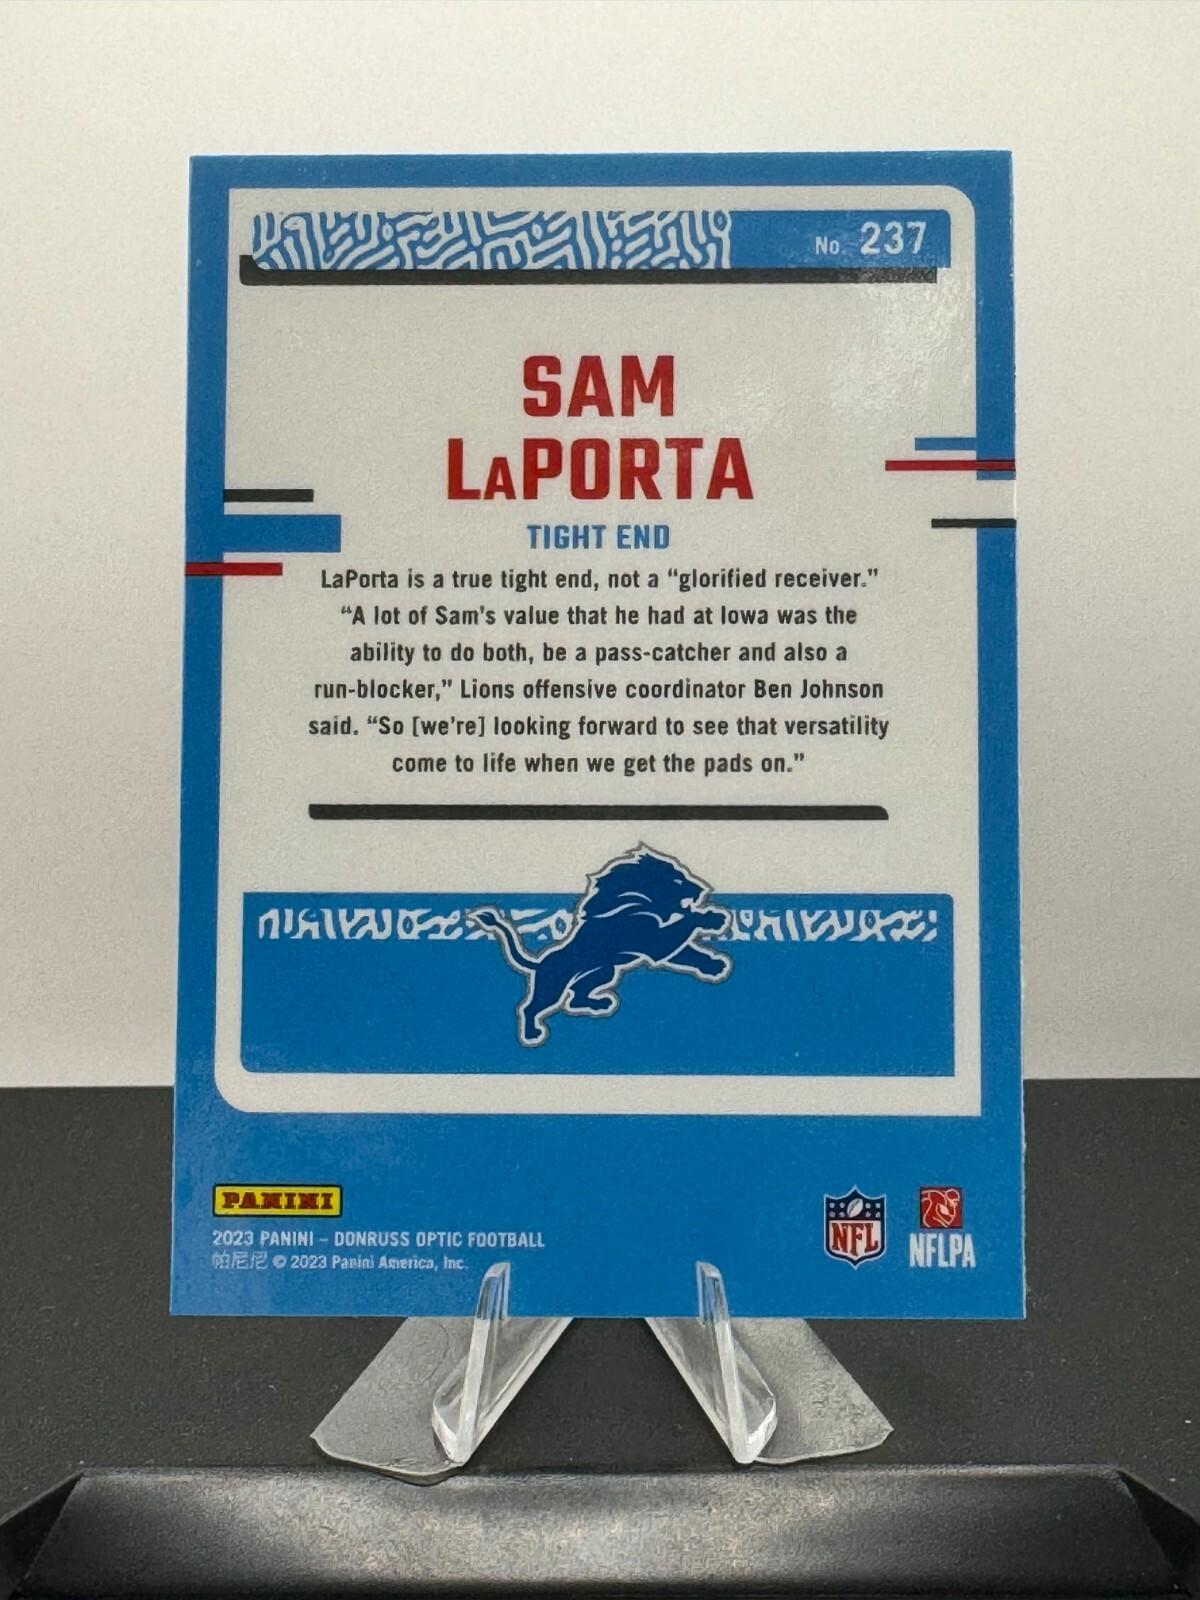 No. 237
SAM
LaPORTA
TIGHT END
LaPorta is a true tight end, not a “glorified receiver.”
“A lot of Sam's value that he had at Iowa was the
ability to do both, be a pass-catcher and also a
run-blocker,” Lions offensive coordinator Ben Johnson
said. “So [we're] looking forward to see that versatility
come to life when we get the pads on.”
PANINI
2023 PANINI – DONRUSS OPTIC FOOTBALL
帕尼尼 © 2023 Panini America, Inc.
NFL
NFLPA